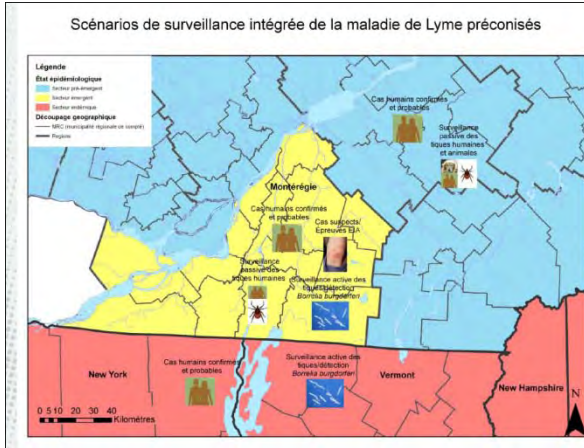 Scénarios de surveillance intégrée de la maladie de Lyme préconisés
Légende
État épidémiologique
Secteur pré-émergent
Secteur émergent
Secteur endémique
Découpage géographique
MRC (municipalité régionale de comté)
Régions
Cas humains confirmés
et probables
Surveillance
passive des
tiques humaines
et animales
Montérégie
Cas humains confirmés
et probables
Cas suspects/
Épreuves EIA
Surveillance
passive des
tiques humaines
Surveillance active des
tiques/détection
Borrelia burgdorferi
New York
Cas humains confirmés
et probables
Surveillance active des
tiques/détection
Borrelia burgdorferi
Vermont
New Hampshire
N
0 5 10 20 30 40
Kilomètres